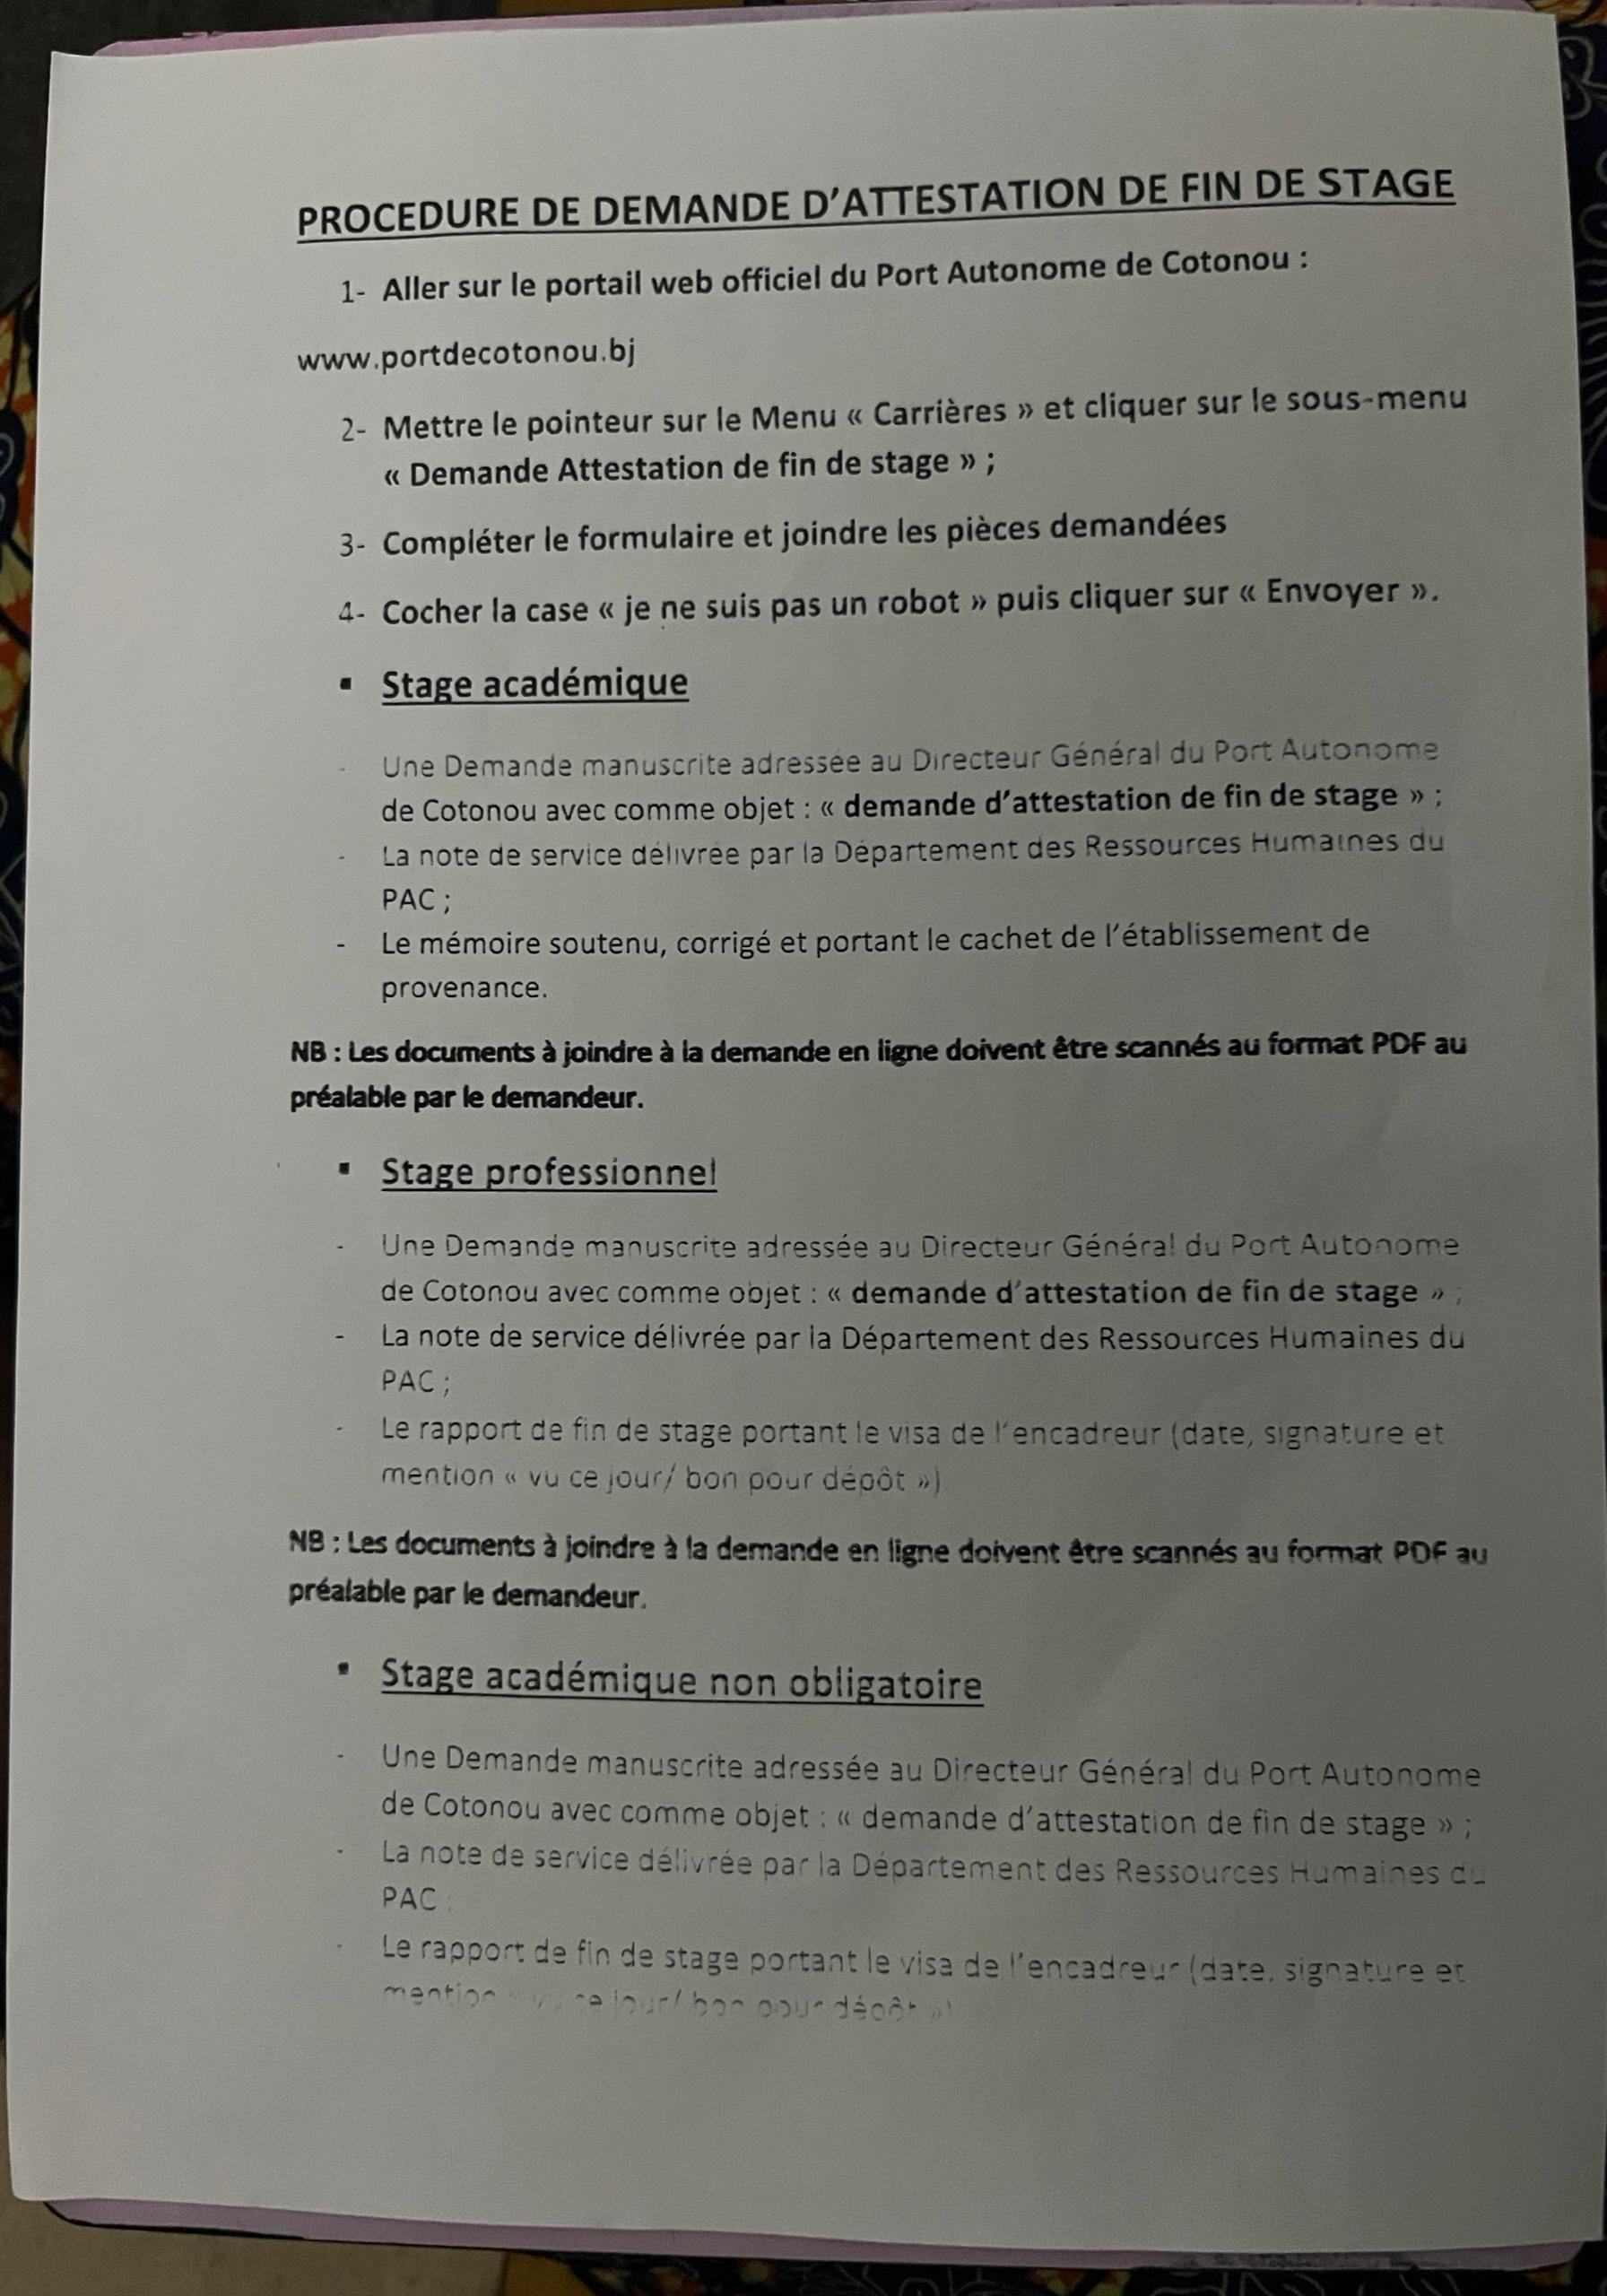 PROCEDURE DE DEMANDE D'ATTESTATION DE FIN DE STAGE
1- Aller sur le portail web officiel du Port Autonome de Cotonou :
www.portdecotonou.bj
2- Mettre le pointeur sur le Menu « Carrières » et cliquer sur le sous-menu
« Demande Attestation de fin de stage » ;
3- Compléter le formulaire et joindre les pièces demandées
4- Cocher la case « je ne suis pas un robot » puis cliquer sur « Envoyer ».
▪ Stage académique
- Une Demande manuscrite adressée au Directeur Général du Port Autonome
de Cotonou avec comme objet : « demande d'attestation de fin de stage » ;
- La note de service délivrée par la Département des Ressources Humaines du
PAC ;
- Le mémoire soutenu, corrigé et portant le cachet de l'établissement de
provenance.
NB : Les documents à joindre à la demande en ligne doivent être scannés au format PDF au
préalable par le demandeur.
▪ Stage professionnel
- Une Demande manuscrite adressée au Directeur Général du Port Autonome
de Cotonou avec comme objet : « demande d'attestation de fin de stage » ;
- La note de service délivrée par la Département des Ressources Humaines du
PAC ;
- Le rapport de fin de stage portant le visa de l'encadreur (date, signature et
mention « vu ce jour/ bon pour dépôt »)
NB : Les documents à joindre à la demande en ligne doivent être scannés au format PDF au
préalable par le demandeur.
▪ Stage académique non obligatoire
- Une Demande manuscrite adressée au Directeur Général du Port Autonome
de Cotonou avec comme objet : « demande d'attestation de fin de stage » ;
- La note de service délivrée par la Département des Ressources Humaines du
PAC :
- Le rapport de fin de stage portant le visa de l'encadreur (date, signature et
mention « vu ce jour/ bon pour dépôt »)